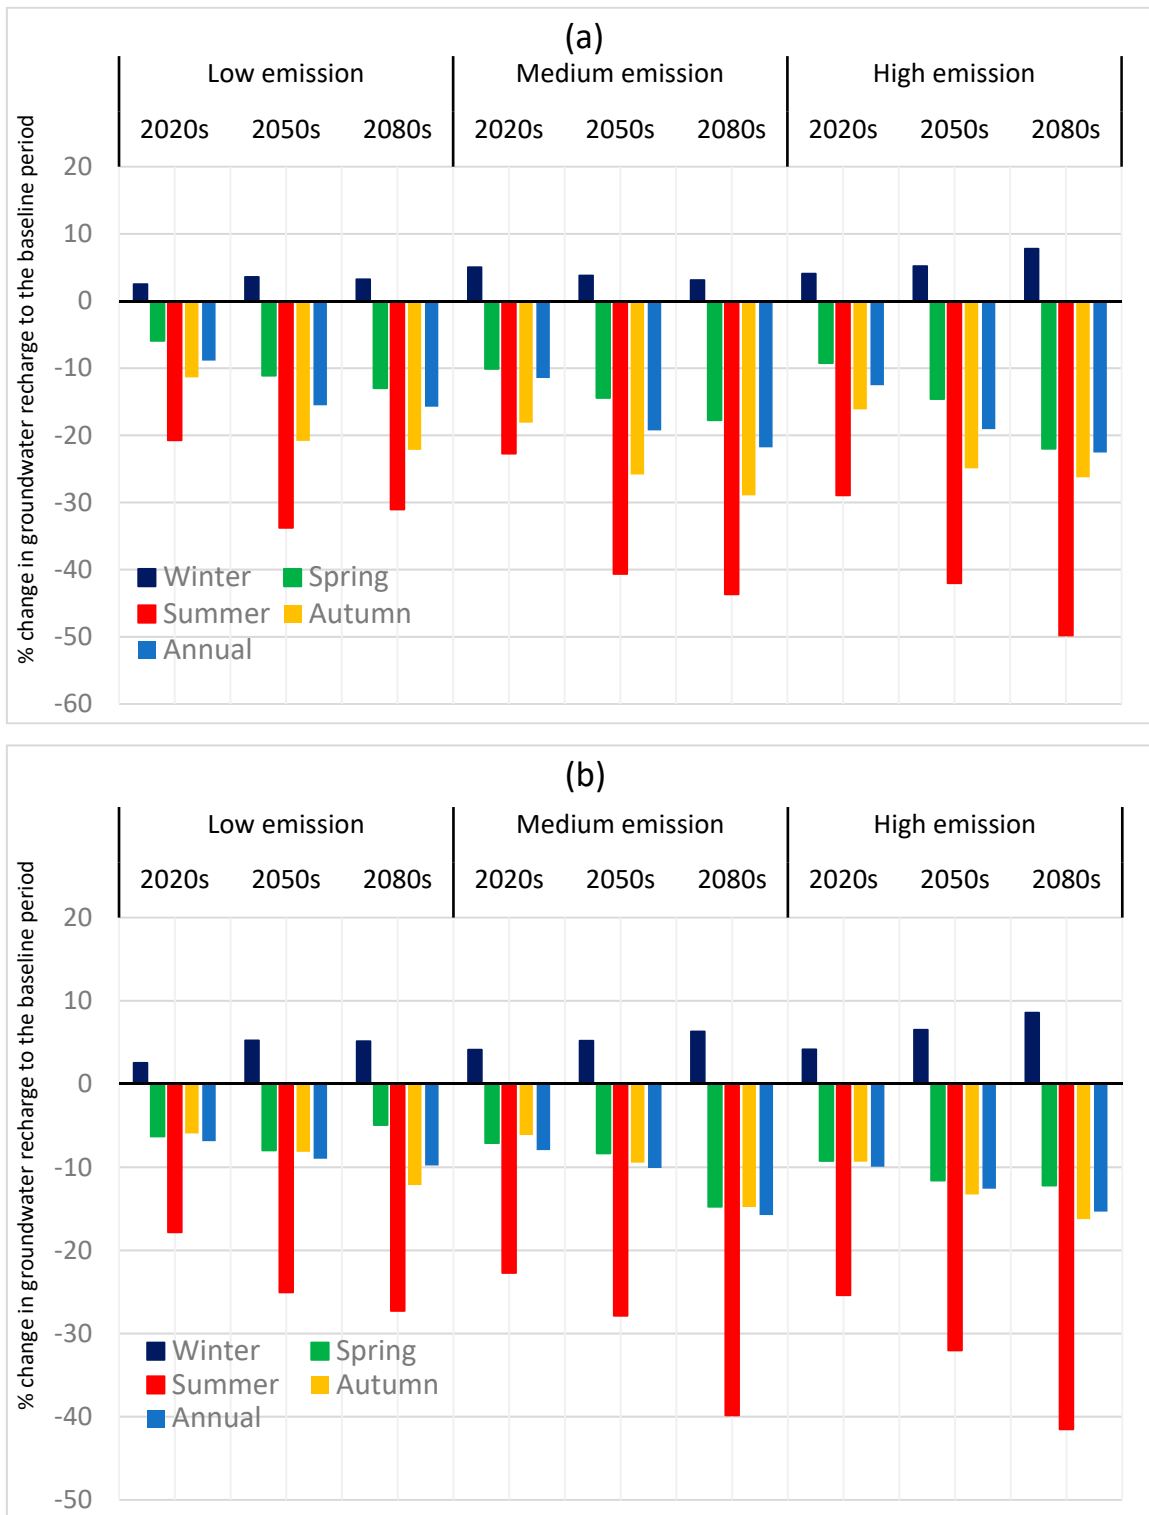 (a)
Low emission Medium emission High emission
2020s 2050s 2080s 2020s 2050s 2080s 2020s 2050s 2080s
% change in groundwater recharge to the baseline period
20
10
0
-10
-20
-30
-40
-50
-60
Winter Spring
Summer Autumn
Annual
(b)
Low emission Medium emission High emission
2020s 2050s 2080s 2020s 2050s 2080s 2020s 2050s 2080s
% change in groundwater recharge to the baseline period
20
10
0
-10
-20
-30
-40
-50
Winter Spring
Summer Autumn
Annual